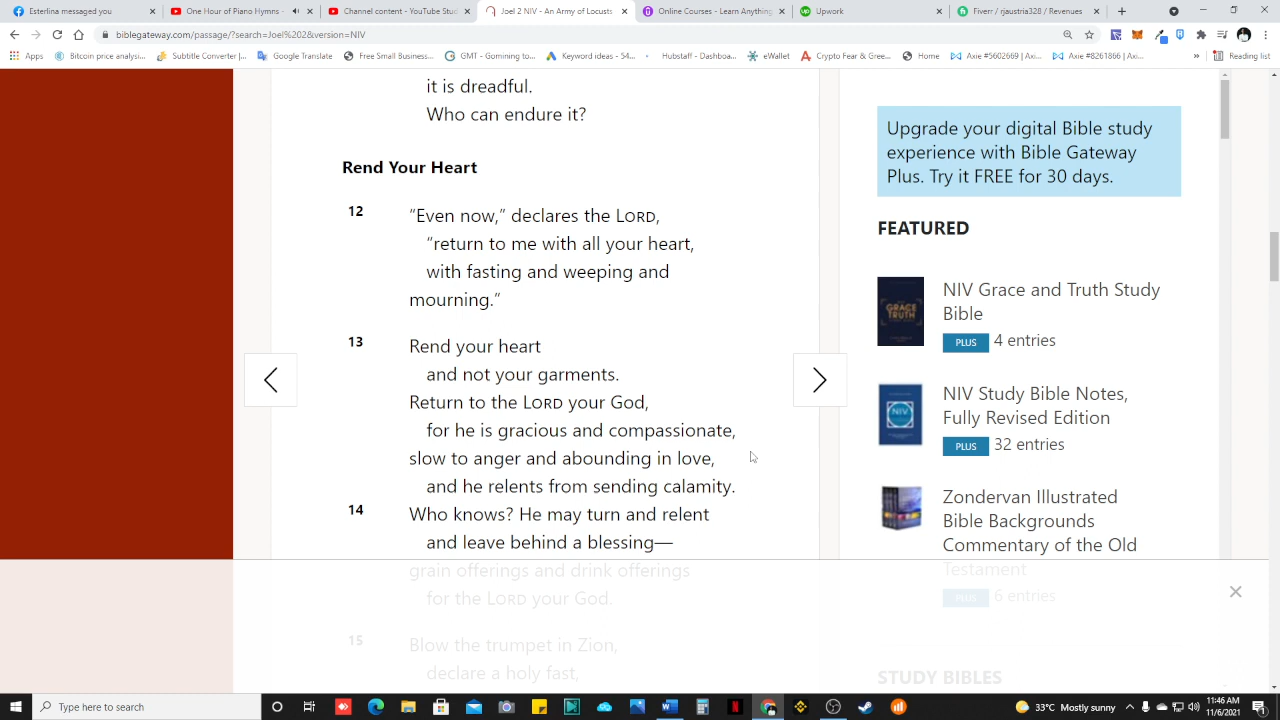 Esterlina messaged you
One Hour of Piano Hymns -
Channel content - YouTube Stud
Joel 2 NIV - An Army of Locusts
Online Courses - Learn Anything
Upwork
Fiverr / rjaustria328 / Revenues
biblegateway.com/passage/?search=Joel%202&version=NIV
Apps
Bitcoin price analysi...
Subtitle Converter |...
Google Translate
Free Small Business...
GMT - Gominning to...
Keyword ideas - 54...
Hubstaff - Dashboa...
eWallet
Crypto Fear & Gree...
Home
Axie #5602669 | Axi...
Axie #8261866 | Axi...
»
Reading list
it is dreadful.
Who can endure it?
Rend Your Heart
12 “Even now,” declares the LORD,
“return to me with all your heart,
with fasting and weeping and
mourning.”
13 Rend your heart
and not your garments.
Return to the LORD your God,
for he is gracious and compassionate,
slow to anger and abounding in love,
and he relents from sending calamity.
14 Who knows? He may turn and relent
and leave behind a blessing—
grain offerings and drink offerings
for the LORD your God.
15 Blow the trumpet in Zion,
declare a holy fast,
Upgrade your digital Bible study
experience with Bible Gateway
Plus. Try it FREE for 30 days.
FEATURED
NIV Grace and Truth Study
Bible
PLUS 4 entries
NIV Study Bible Notes,
Fully Revised Edition
PLUS 32 entries
Zondervan Illustrated
Bible Backgrounds
Commentary of the Old
Testament
PLUS 6 entries
STUDY BIBLES
GRACE
TRUTH
NIV
Type here to search
33°C Mostly sunny
11:46 AM
11/6/2021